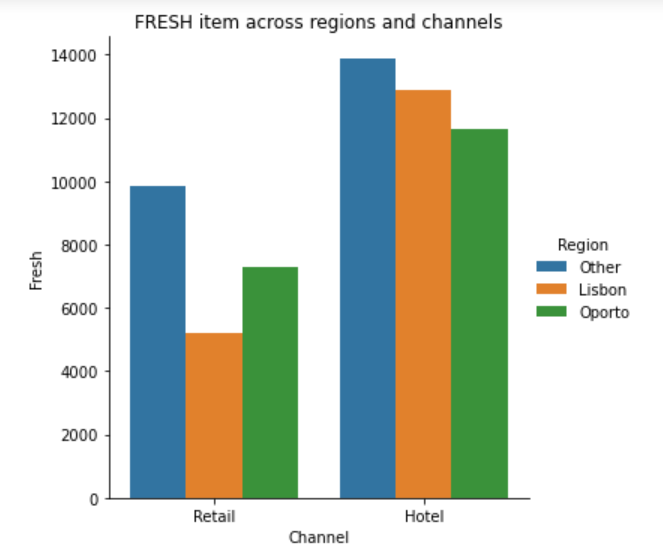 FRESH item across regions and channels
14000
12000
10000
8000
6000
4000
2000
0
Fresh
Retail
Hotel
Channel
Region
Other
Lisbon
Oporto